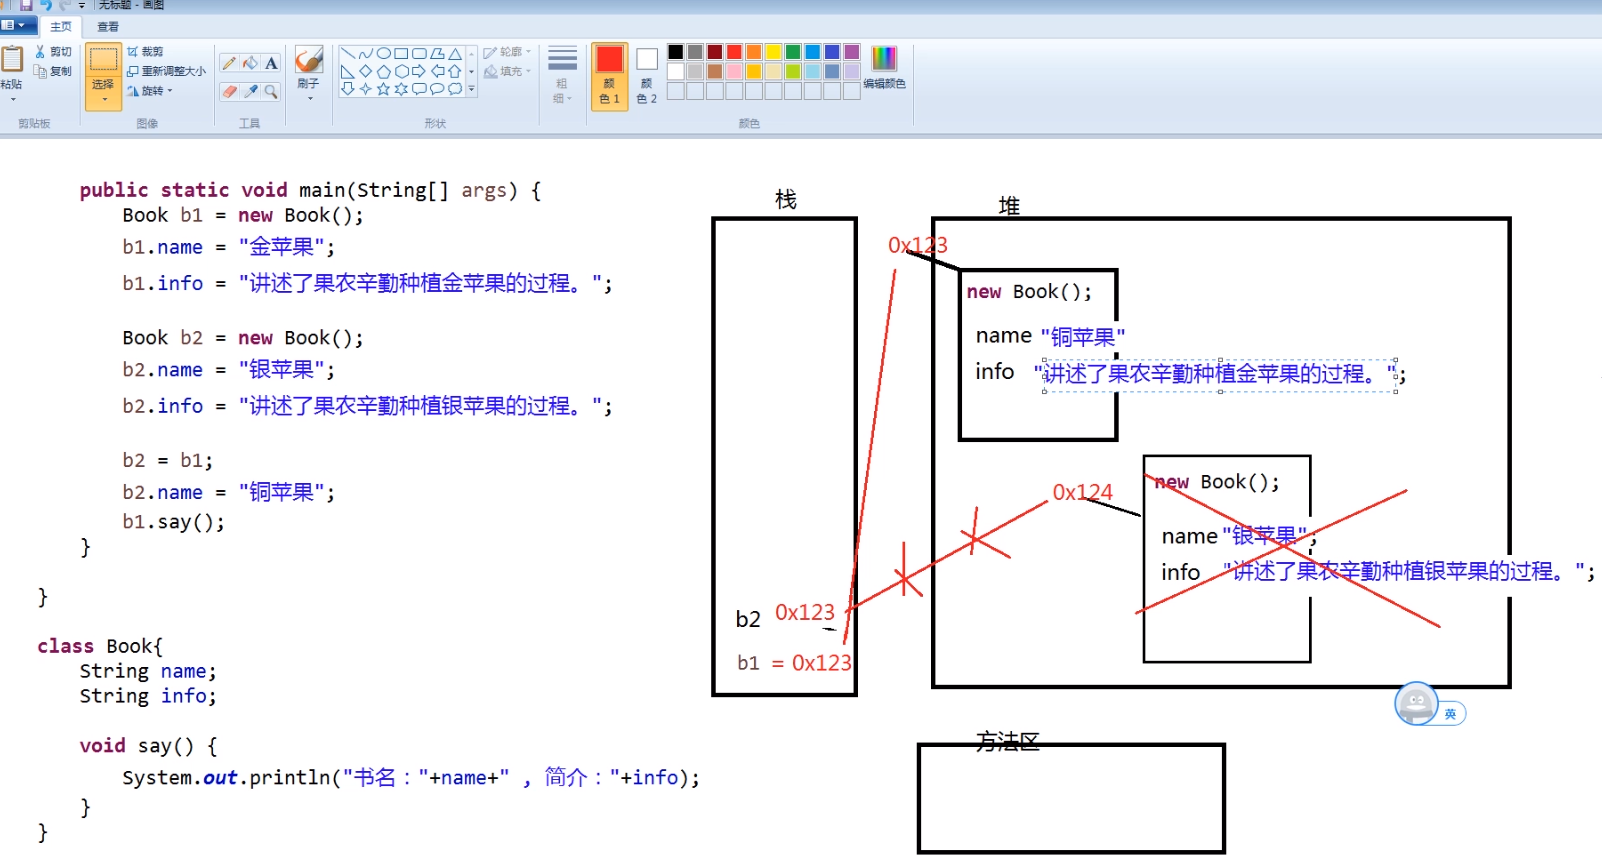 无标题 - 画图
主页
查看
粘贴
剪切
复制
剪贴板
选择
裁剪
重新调整大小
旋转
图像
A
工具
刷子
形状
轮廓
填充
粗
细
颜
色 1
颜
色 2
编辑颜色
颜色
public static void main(String[] args) {
Book b1 = new Book();
b1.name = "金苹果";
b1.info = "讲述了果农辛勤种植金苹果的过程。";
Book b2 = new Book();
b2.name = "银苹果";
b2.info = "讲述了果农辛勤种植银苹果的过程。";
b2 = b1;
b2.name = "铜苹果";
b1.say();
}
}
class Book{
String name;
String info;
void say() {
System.out.println("书名："+name+" , 简介："+info);
}
}
栈
b2 0x123
b1 = 0x123
堆
0x123
new Book();
name "铜苹果"
info "讲述了果农辛勤种植金苹果的过程。";
0x124
new Book();
name "银苹果";
info "讲述了果农辛勤种植银苹果的过程。";
英
方法区